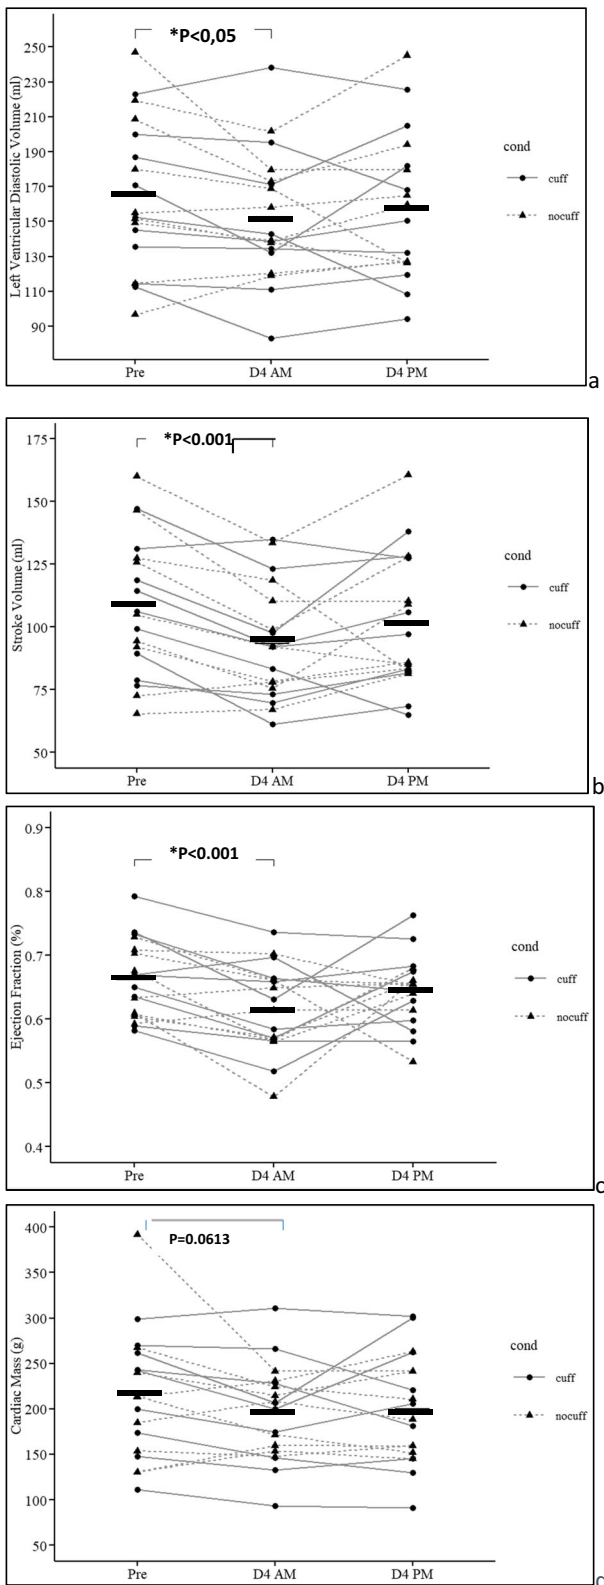 *P<0,05
Left Ventricular Diastolic Volume (ml)
250
230
210
190
170
150
130
110
90
Pre
D4 AM
D4 PM
cond
cuff
nocuff
a
*P<0.001
Stroke Volume (ml)
175
125
100
75
50
Pre
D4 AM
D4 PM
cond
cuff
nocuff
b
*P<0.001
Ejection Fraction (%)
0.9
0.8
0.7
0.6
0.5
0.4
Pre
D4 AM
D4 PM
cond
cuff
nocuff
c
P=0.0613
Cardiac Mass (g)
400
350
300
250
200
150
100
50
Pre
D4 AM
D4 PM
cond
cuff
nocuff